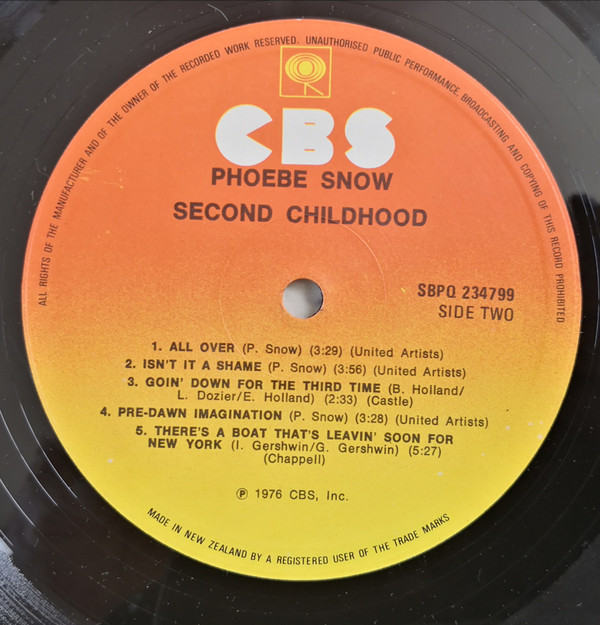 ALL RIGHTS OF THE MANUFACTURER AND OF THE OWNER OF THE RECORDED WORK RESERVED. UNAUTHORISED PUBLIC PERFORMANCE, BROADCASTING AND COPYING OF THIS RECORD PROHIBITED
CBS
PHOEBE SNOW
SECOND CHILDHOOD
SBPQ 234799
SIDE TWO
1. ALL OVER (P. Snow) (3:29) (United Artists)
2. ISN'T IT A SHAME (P. Snow) (3:56) (United Artists)
3. GOIN' DOWN FOR THE THIRD TIME (B. Holland/
L. Dozier/E. Holland) (2:33) (Castle)
4. PRE-DAWN IMAGINATION (P. Snow) (3:28) (United Artists)
5. THERE'S A BOAT THAT'S LEAVIN' SOON FOR
NEW YORK (I. Gershwin/G. Gershwin) (5:27)
(Chappell)
℗ 1976 CBS, Inc.
MADE IN NEW ZEALAND BY A REGISTERED USER OF THE TRADE MARKS